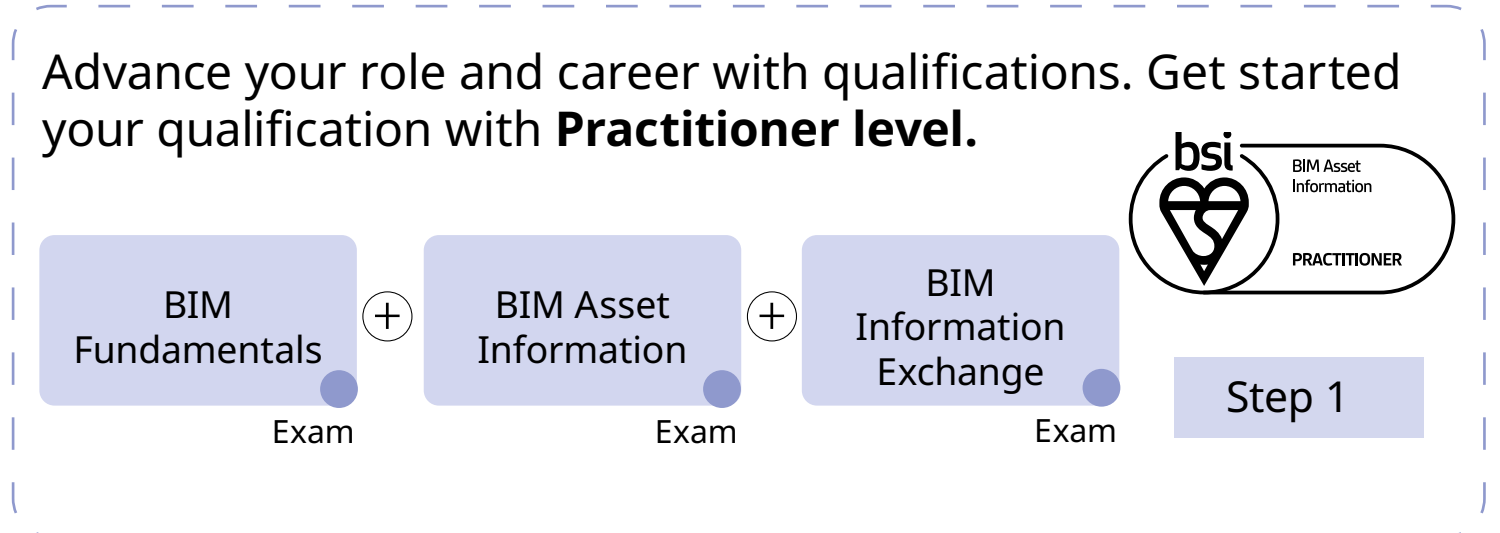 Advance your role and career with qualifications. Get started
your qualification with Practitioner level.
bsi
BIM Asset
Information
PRACTITIONER
BIM
Fundamentals
+
BIM Asset
Information
+
BIM
Information
Exchange
Exam
Exam
Exam
Step 1